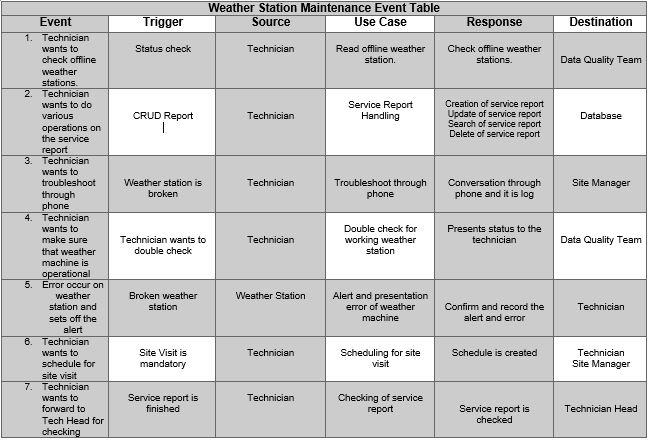 Weather Station Maintenance Event Table
Event Trigger Source Use Case Response Destination
1. Technician
wants to
check offline
weather
stations.
Status check
Technician
Read offline weather
station.
Check offline weather
stations.
Data Quality Team
2. Technician
wants to do
various
operations on
the service
report
CRUD Report
Technician
Service Report
Handling
Creation of service report
Update of service report
Search of service report
Delete of service report
Database
3. Technician
wants to
troubleshoot
through
phone
Weather station is
broken
Technician
Troubleshoot through
phone
Conversation through
phone and it is log
Site Manager
4. Technician
wants to
make sure
that weather
machine is
operational
Technician wants to
double check
Technician
Double check for
working weather
station
Presents status to the
technician
Data Quality Team
5. Error occur on
weather
station and
sets off the
alert
Broken weather
station
Weather Station
Alert and presentation
error of weather
machine
Confirm and record the
alert and error
Technician
6. Technician
wants to
schedule for
site visit
Site Visit is
mandatory
Technician
Scheduling for site
visit
Schedule is created
Technician
Site Manager
7. Technician
wants to
forward to
Tech Head for
checking
Service report is
finished
Technician
Checking of service
report
Service report is
checked
Technician Head